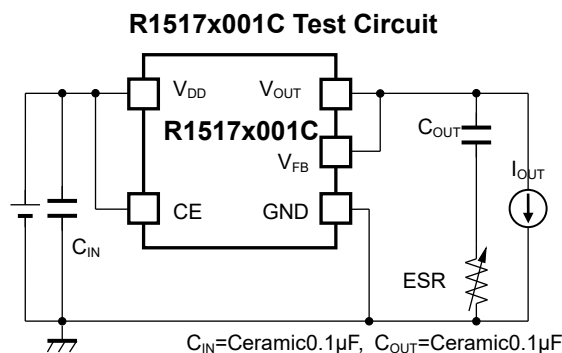 R1517x001C Test Circuit
VDD
VOUT
R1517x001C
COUT
VFB
IOUT
CE
GND
CIN
ESR
CIN=Ceramic0.1µF, COUT=Ceramic0.1µF